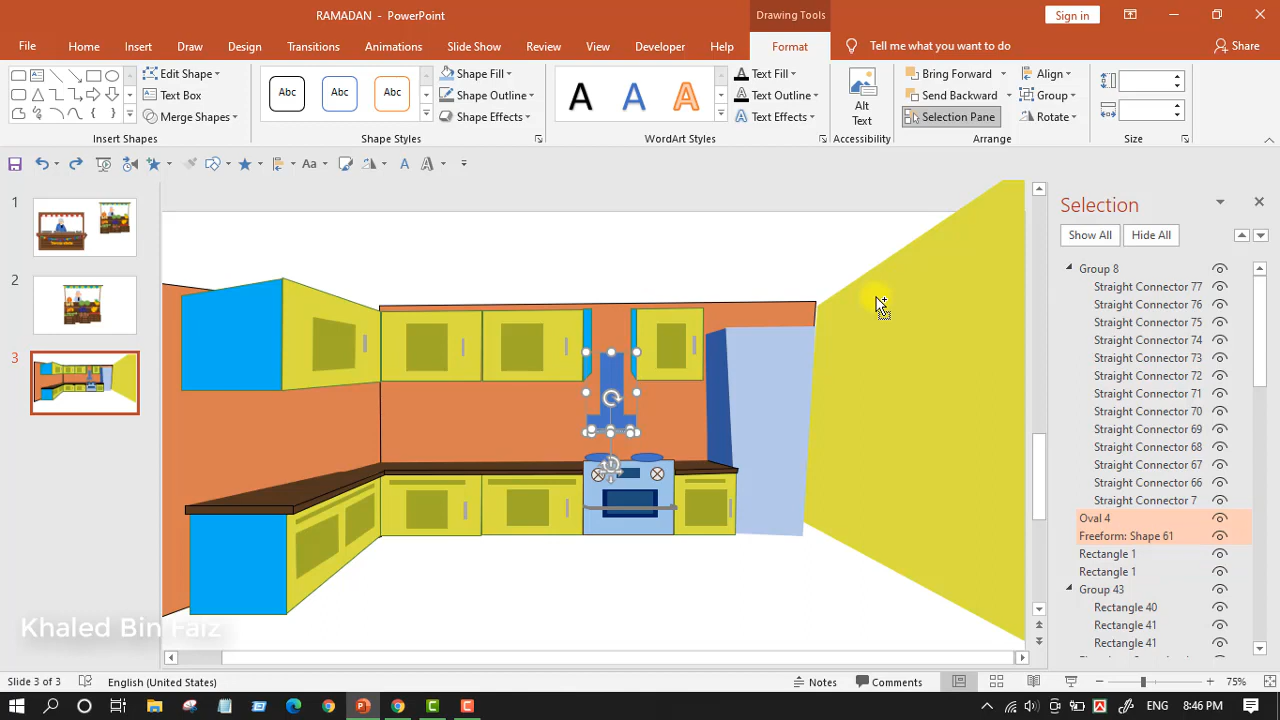 RAMADAN - PowerPoint
Drawing Tools
Sign in
File Home Insert Draw Design Transitions Animations Slide Show Review View Developer Help Format Tell me what you want to do Share
Edit Shape
Text Box
Merge Shapes
Insert Shapes
Abc Abc Abc
Shape Fill
Shape Outline
Shape Effects
Shape Styles
A A A
Text Fill
Text Outline
Text Effects
WordArt Styles
Alt
Text
Accessibility
Bring Forward
Send Backward
Selection Pane
Align
Group
Rotate
Arrange
Size
Aa A A
1
2
3
Selection
Show All Hide All
Group 8
Straight Connector 77
Straight Connector 76
Straight Connector 75
Straight Connector 74
Straight Connector 73
Straight Connector 72
Straight Connector 71
Straight Connector 70
Straight Connector 69
Straight Connector 68
Straight Connector 67
Straight Connector 66
Straight Connector 7
Oval 4
Freeform: Shape 61
Rectangle 1
Rectangle 1
Group 43
Rectangle 40
Rectangle 41
Rectangle 41
Khaled Bin Faiz
Slide 3 of 3 English (United States) Notes Comments 75%
8:46 PM